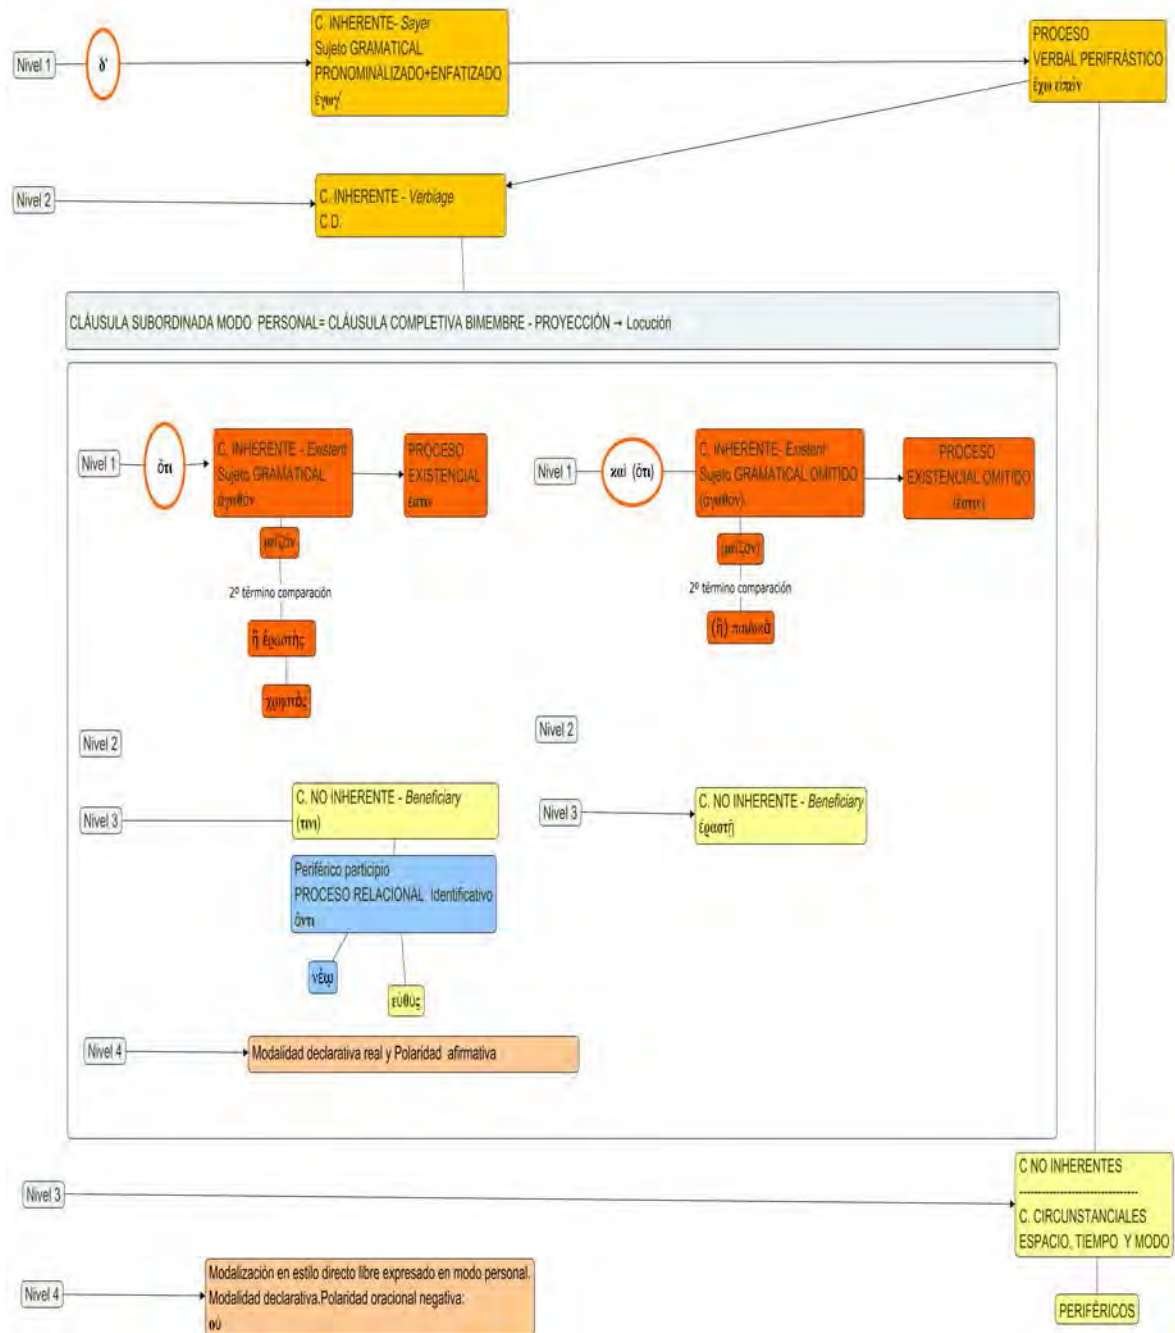 Nivel 1
δ'
C. INHERENTE- Sayer
Sujeto GRAMATICAL
PRONOMINALIZADO+ENFATIZADO
ἔγωγ'
PROCESO
VERBAL PERIFRÁSTICO
ἔχω εἰπεῖν
Nivel 2
C. INHERENTE - Verbiage
C.D.
CLÁUSULA SUBORDINADA MODO PERSONAL= CLÁUSULA COMPLETIVA BIMEMBRE - PROYECCIÓN → Locución
Nivel 1
ὅτι
C. INHERENTE - Existent
Sujeto GRAMATICAL
ἀγαθὸν
PROCESO
EXISTENCIAL
ἐστιν
μεῖζόν
2º término comparación
ἢ ἐραστὴς
χρηστὸς
Nivel 1
καὶ (ὅτι)
C. INHERENTE- Existent
Sujeto GRAMATICAL OMITIDO
(ἀγαθὸν)
PROCESO
EXISTENCIAL OMITIDO
(ἐστιν)
(μεῖζόν)
2º término comparación
(ἢ) παιδικά
Nivel 2
Nivel 2
Nivel 3
C. NO INHERENTE - Beneficiary
(τινι)
Periférico participio
PROCESO RELACIONAL Identificativo
ὄντι
νέῳ
εὐθὺς
Nivel 3
C. NO INHERENTE - Beneficiary
ἐραστῇ
Nivel 4
Modalidad declarativa real y Polaridad afirmativa
Nivel 3
C NO INHERENTES
--------------------------------
C. CIRCUNSTANCIALES
ESPACIO, TIEMPO Y MODO
PERIFÉRICOS
Nivel 4
Modalización en estilo directo libre expresado en modo personal.
Modalidad declarativa.Polaridad oracional negativa:
οὐ